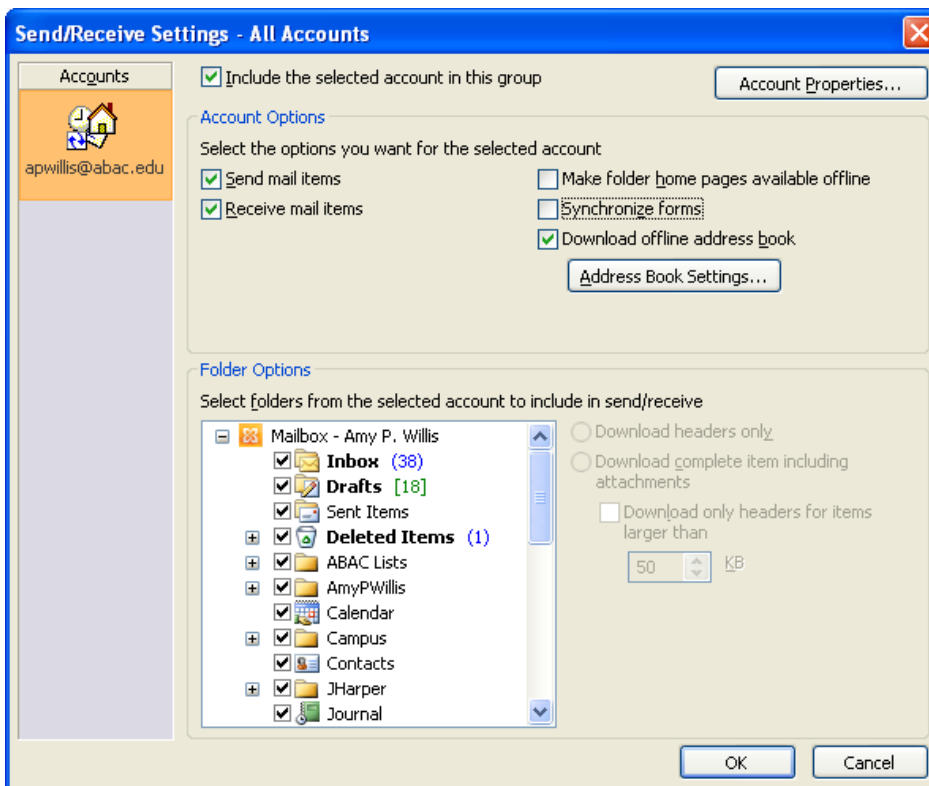 Send/Receive Settings - All Accounts
Accounts
apwillis@abac.edu
Include the selected account in this group
Account Properties...
Account Options
Select the options you want for the selected account
Send mail items
Make folder home pages available offline
Receive mail items
Synchronize forms
Download offline address book
Address Book Settings...
Folder Options
Select folders from the selected account to include in send/receive
Mailbox - Amy P. Willis
Inbox (38)
Drafts [18]
Sent Items
Deleted Items (1)
ABAC Lists
AmyPWillis
Calendar
Campus
Contacts
JHarper
Journal
Download headers only
Download complete item including
attachments
Download only headers for items
larger than
50 KB
OK
Cancel